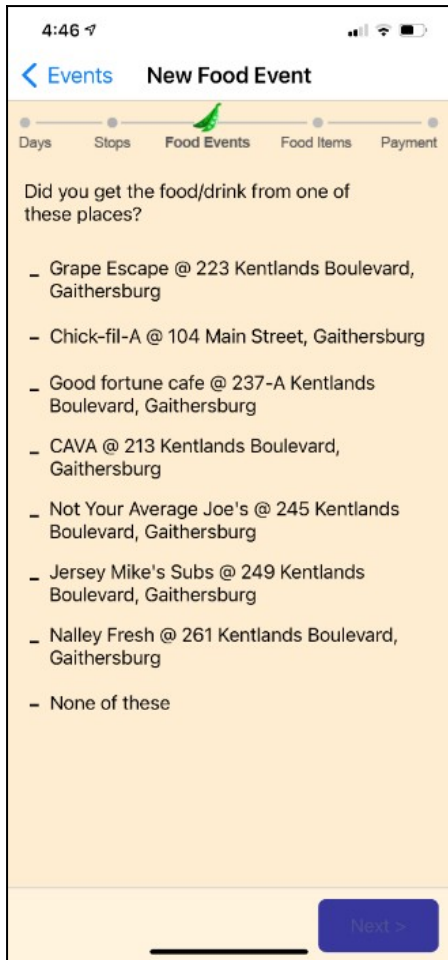 4:46
Events New Food Event
Days Stops Food Events Food Items Payment
Did you get the food/drink from one of
these places?
– Grape Escape @ 223 Kentlands Boulevard,
Gaithersburg
– Chick-fil-A @ 104 Main Street, Gaithersburg
– Good fortune cafe @ 237-A Kentlands
Boulevard, Gaithersburg
– CAVA @ 213 Kentlands Boulevard,
Gaithersburg
– Not Your Average Joe's @ 245 Kentlands
Boulevard, Gaithersburg
– Jersey Mike's Subs @ 249 Kentlands
Boulevard, Gaithersburg
– Nalley Fresh @ 261 Kentlands Boulevard,
Gaithersburg
– None of these
Next >